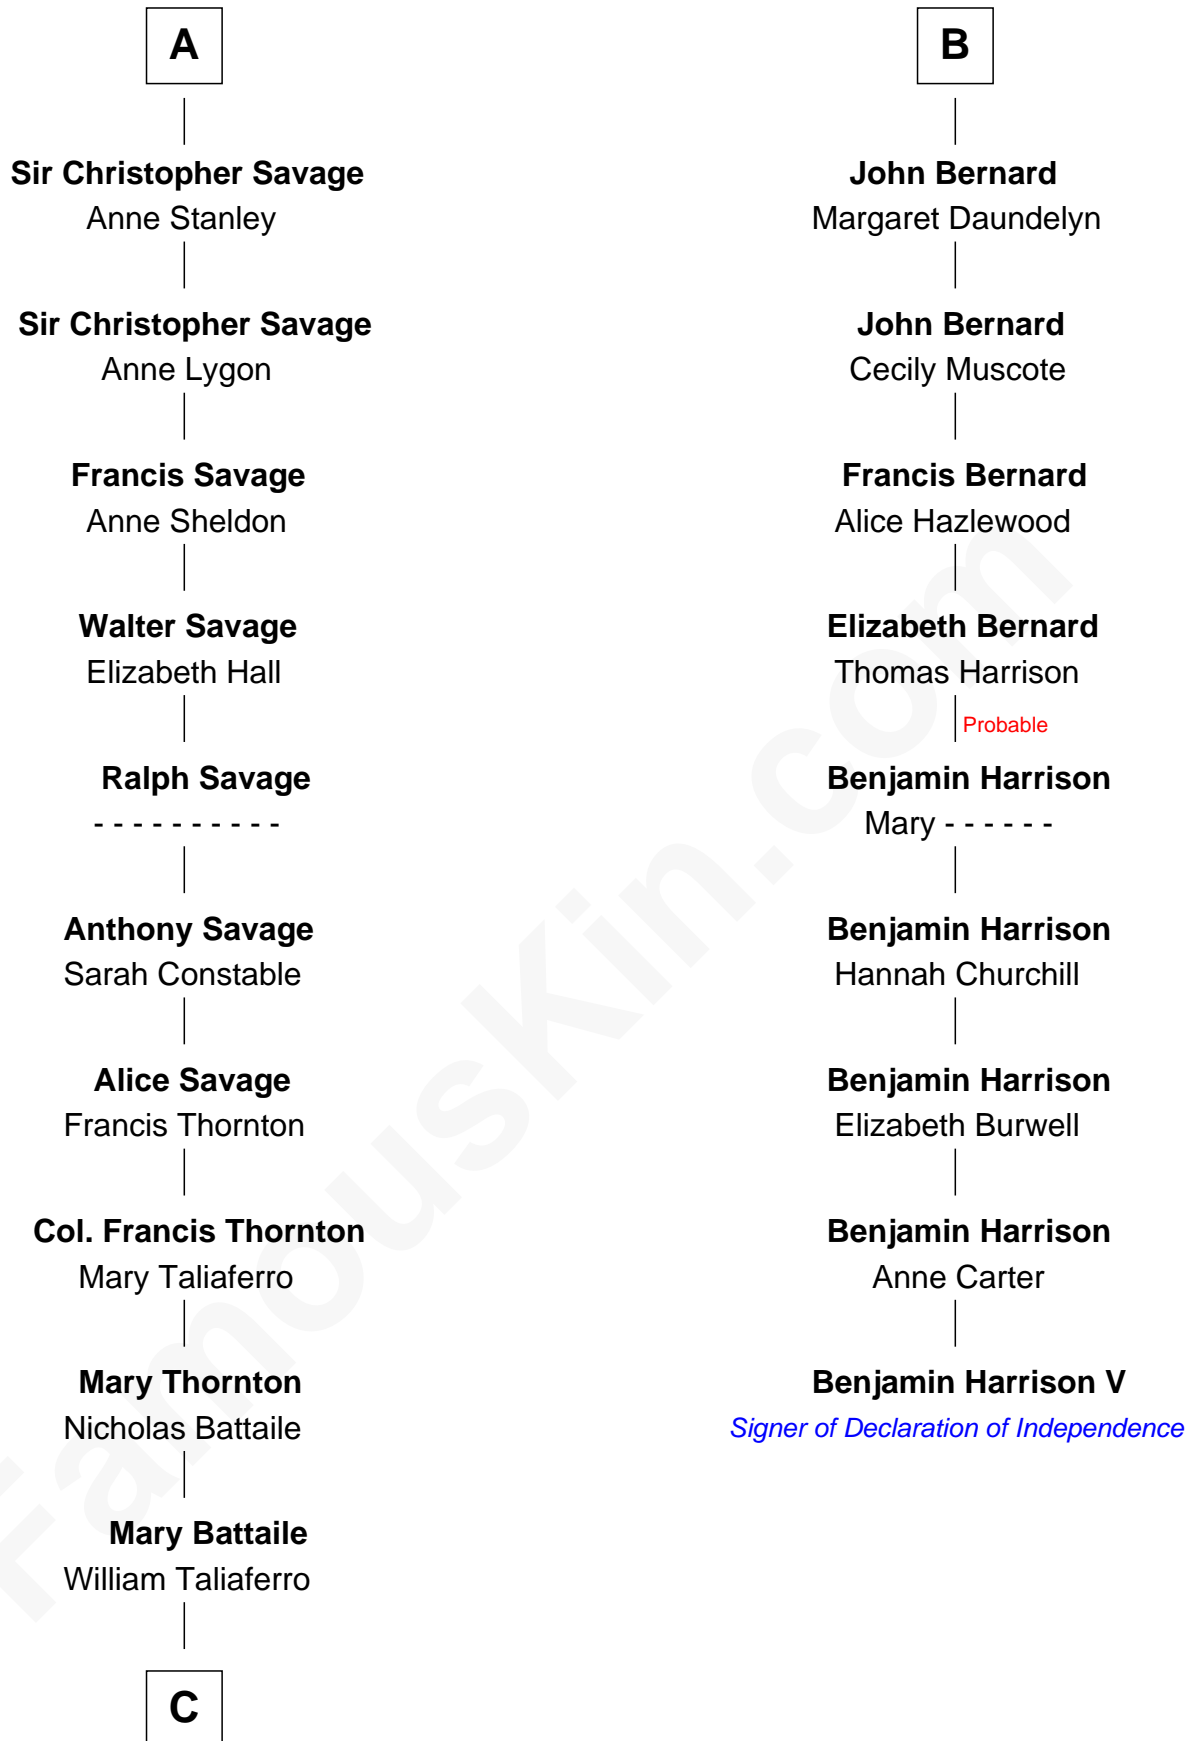 A
Sir Christopher Savage
Anne Stanley
Sir Christopher Savage
Anne Lygon
Francis Savage
Anne Sheldon
Walter Savage
Elizabeth Hall
Ralph Savage
- - - - - - - - - -
Anthony Savage
Sarah Constable
Alice Savage
Francis Thornton
Col. Francis Thornton
Mary Taliaferro
Mary Thornton
Nicholas Battaile
Mary Battaile
William Taliaferro
C
B
John Bernard
Margaret Daundelyn
John Bernard
Cecily Muscote
Francis Bernard
Alice Hazlewood
Elizabeth Bernard
Thomas Harrison
Probable
Benjamin Harrison
Mary - - - - - -
Benjamin Harrison
Hannah Churchill
Benjamin Harrison
Elizabeth Burwell
Benjamin Harrison
Anne Carter
Benjamin Harrison V
Signer of Declaration of Independence
FamousKin.com